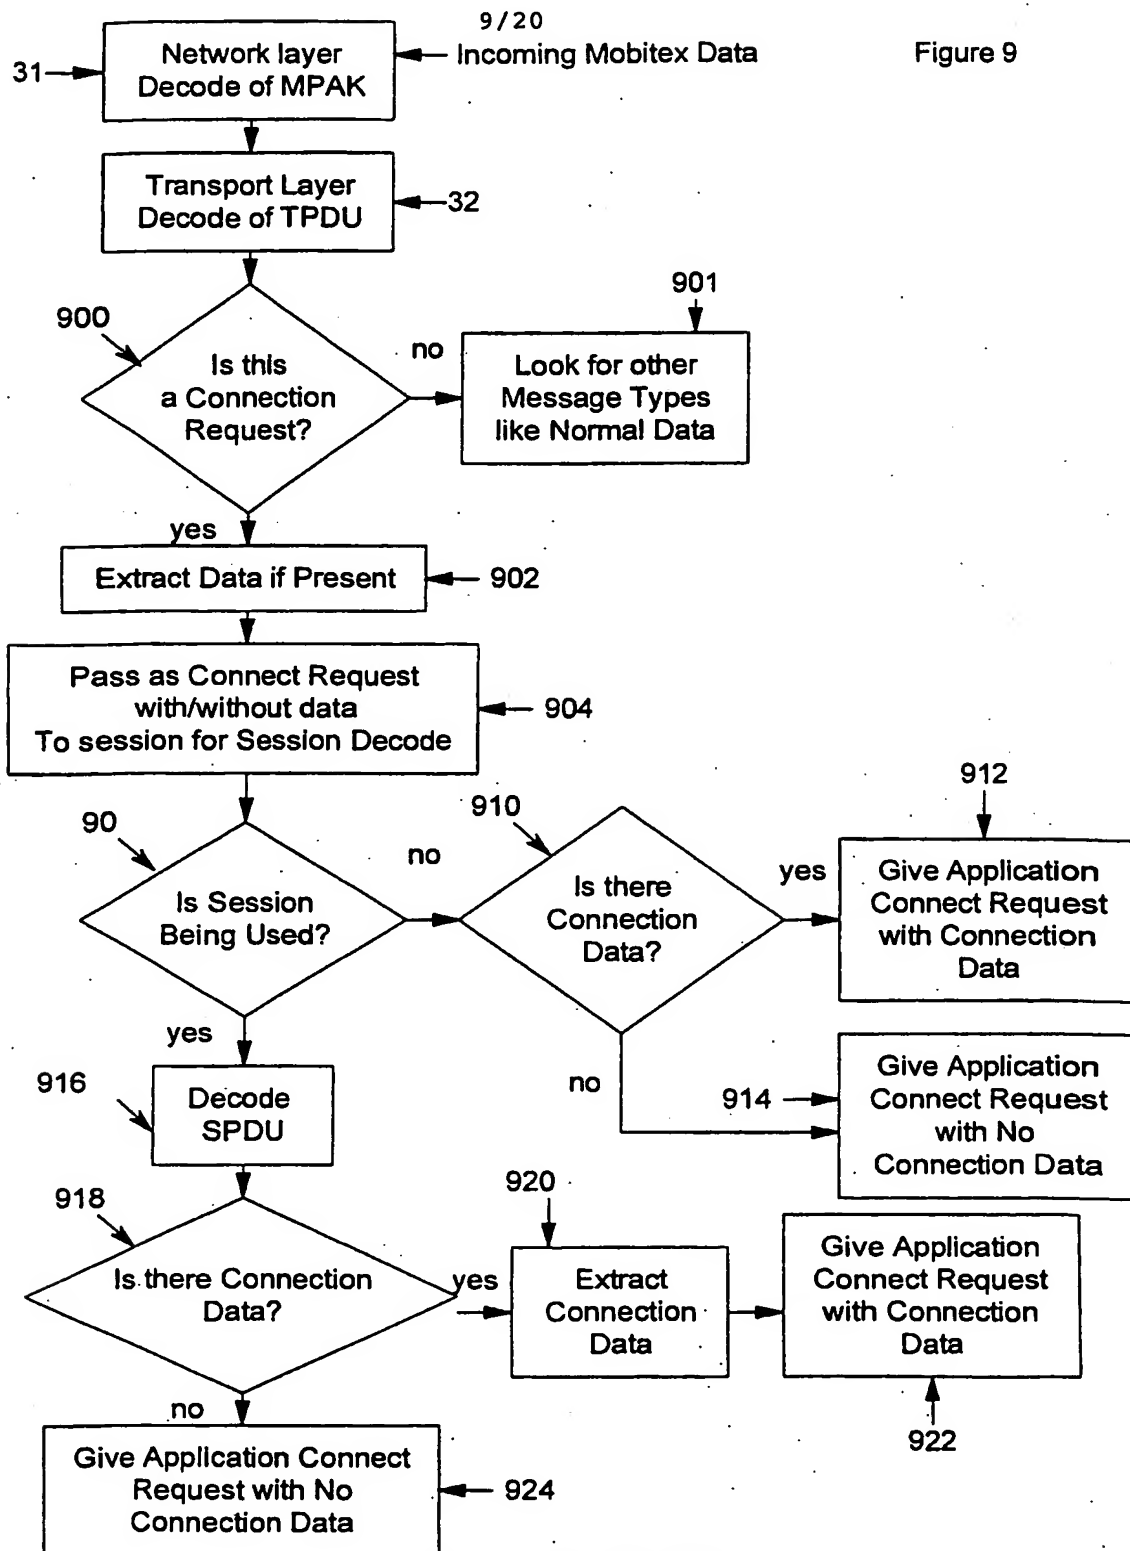 9/20
Figure 9
Network layer
Decode of MPAK
Incoming Mobitex Data
31
Transport Layer
Decode of TPDU
32
900
Is this
a Connection
Request?
no
901
Look for other
Message Types
like Normal Data
yes
Extract Data if Present
902
Pass as Connect Request
with/without data
To session for Session Decode
904
90
Is Session
Being Used?
no
910
Is there
Connection
Data?
yes
912
Give Application
Connect Request
with Connection
Data
no
914
Give Application
Connect Request
with No
Connection Data
yes
916
Decode
SPDU
918
Is there Connection
Data?
yes
920
Extract
Connection
Data
Give Application
Connect Request
with Connection
Data
922
no
Give Application Connect
Request with No
Connection Data
924